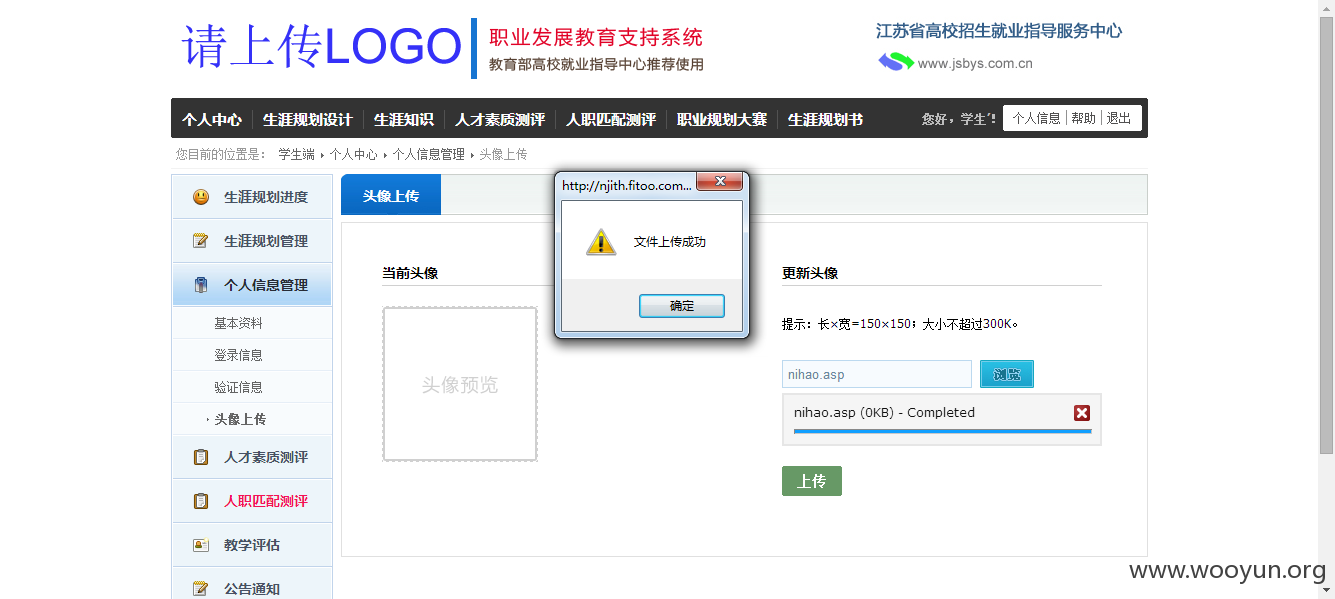 请上传LOGO
职业发展教育支持系统
教育部高校就业指导中心推荐使用
江苏省高校招生就业指导服务中心
www.jsbys.com.cn
个人中心 生涯规划设计 生涯知识 人才素质测评 人职匹配测评 职业规划大赛 生涯规划书 您好，学生! 个人信息 帮助 退出
您目前的位置是： 学生端 个人中心 个人信息管理 头像上传
生涯规划进度
生涯规划管理
个人信息管理
基本资料
登录信息
验证信息
头像上传
人才素质测评
人职匹配测评
教学评估
公告通知
头像上传
当前头像
头像预览
http://njith.fitoo.com...
文件上传成功
确定
更新头像
提示：长×宽=150×150；大小不超过300K。
nihao.asp 浏览
nihao.asp (0KB) - Completed
上传
www.wooyun.org